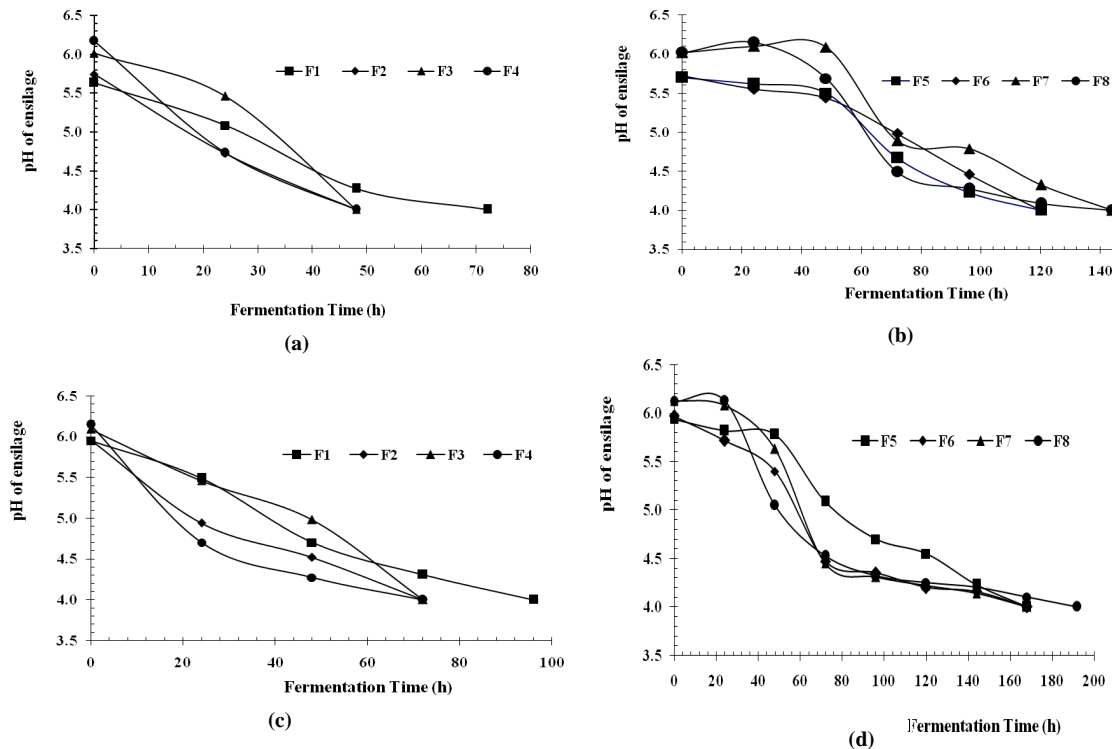 6.5
6.0
5.5
5.0
4.5
4.0
3.5
pH of ensilage
F1 F2 F3 F4
0 10 20 30 40 50 60 70 80
Fermentation Time (h)
(a)
6.5
6.0
5.5
5.0
4.5
4.0
3.5
pH of ensilage
F5 F6 F7 F8
0 20 40 60 80 100 120 140
Fermentation Time (h)
(b)
6.5
6.0
5.5
5.0
4.5
4.0
3.5
pH of ensilage
F1 F2 F3 F4
0 20 40 60 80 100
Fermentation Time (h)
(c)
6.5
6.0
5.5
5.0
4.5
4.0
3.5
pH of ensilage
F5 F6 F7 F8
0 20 40 60 80 100 120 140 160 180 200
Fermentation Time (h)
(d)